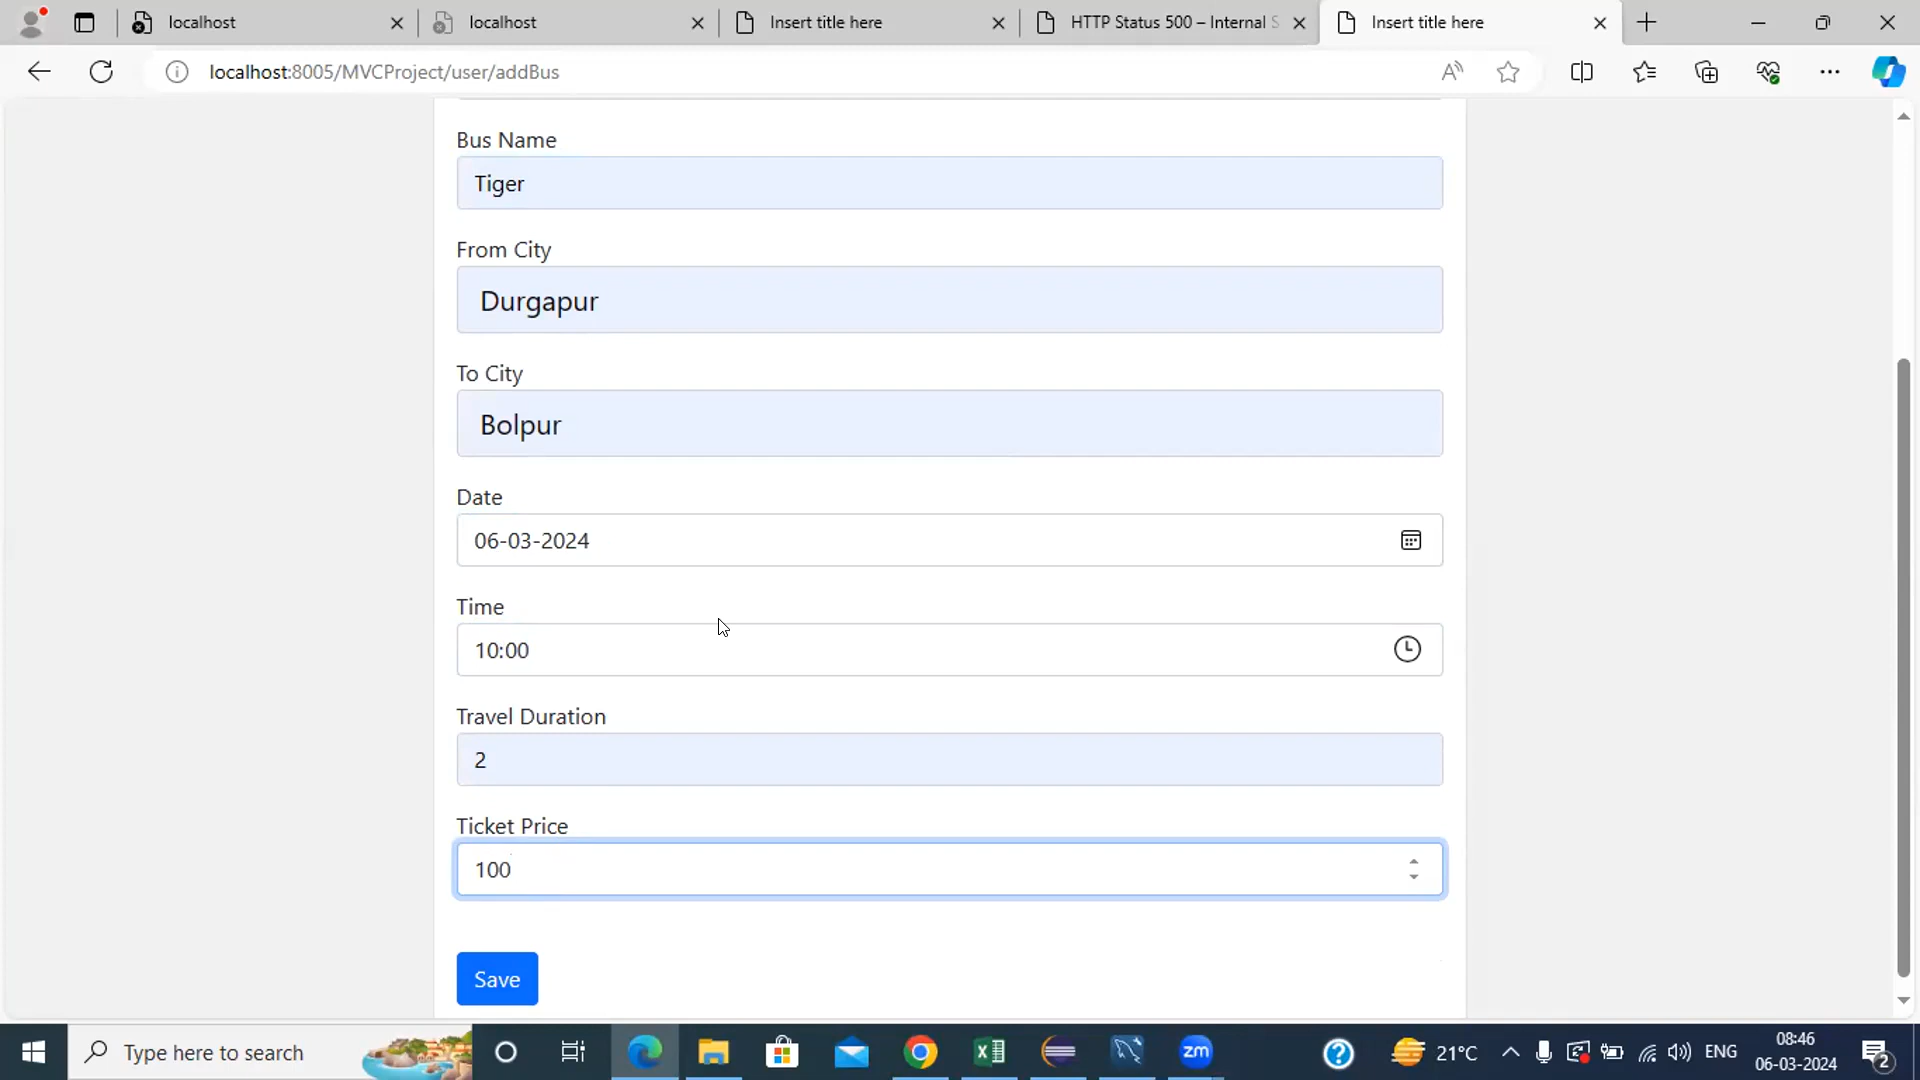 localhost
localhost
Insert title here
HTTP Status 500 – Internal S
Insert title here
localhost:8005/MVCProject/user/addBus
Bus Name
Tiger
From City
Durgapur
To City
Bolpur
Date
06-03-2024
Time
10:00
Travel Duration
2
Ticket Price
100
Save
Type here to search
zm
21°C
ENG
08:46
06-03-2024
2